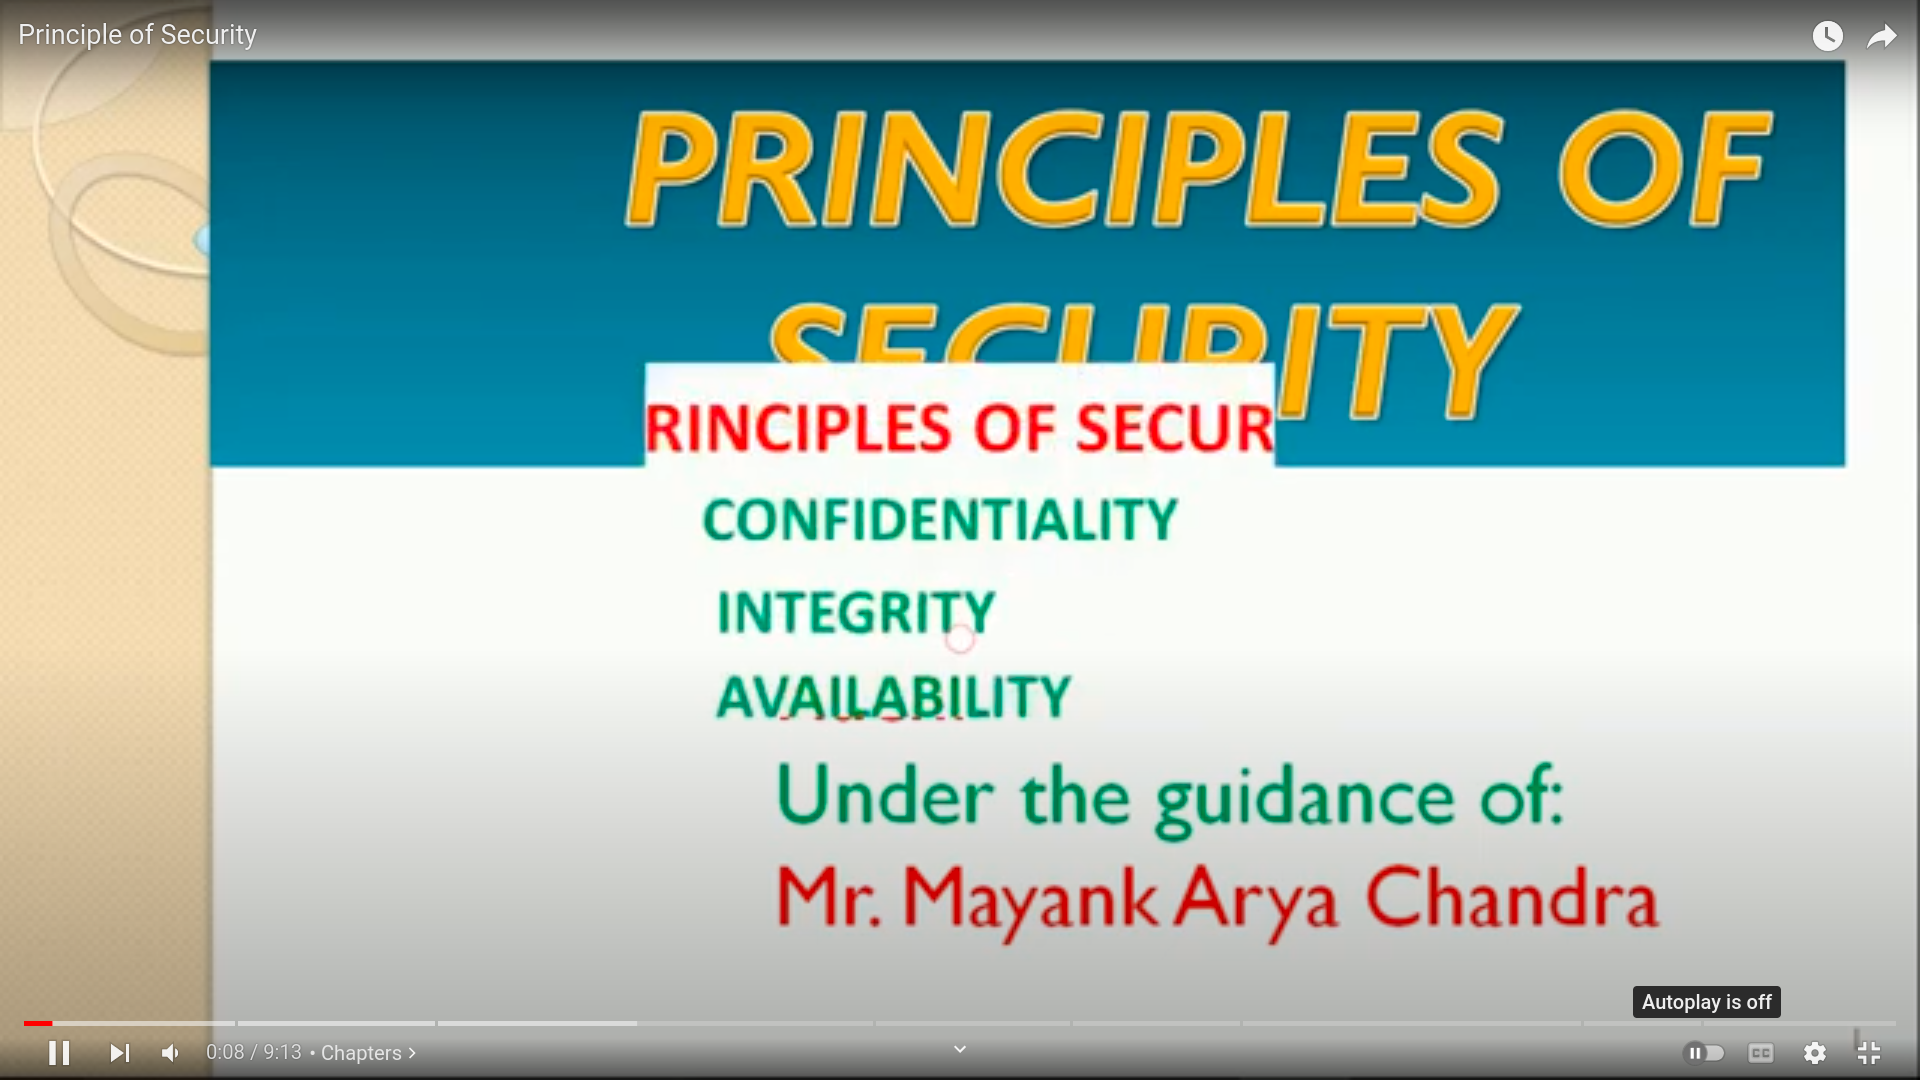 Principle of Security
PRINCIPLES OF
SECURITY
RINCIPLES OF SECUR
CONFIDENTIALITY
INTEGRITY
AVAILABILITY
Under the guidance of:
Mr. Mayank Arya Chandra
Autoplay is off
0:08 / 9:13 • Chapters >
CC